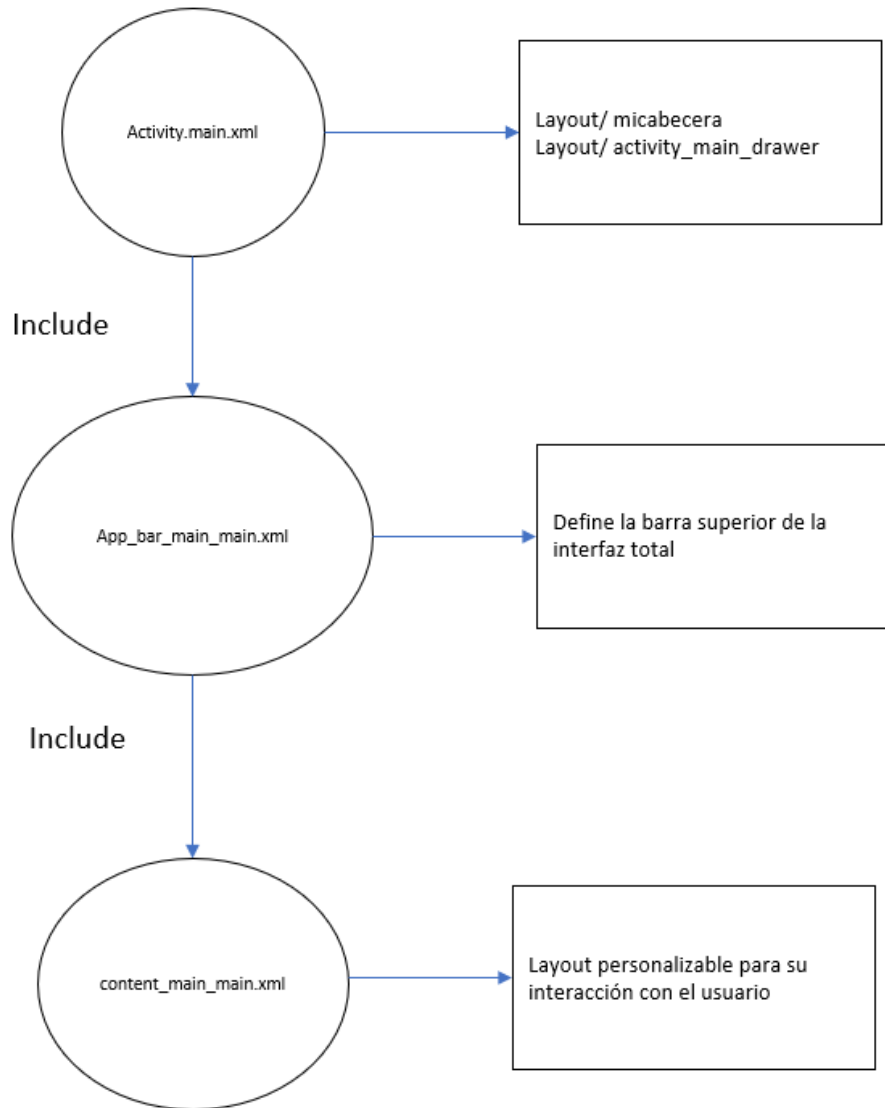 Activity.main.xml
Layout/ micabecera
Layout/ activity_main_drawer
Include
App_bar_main_main.xml
Define la barra superior de la
interfaz total
Include
content_main_main.xml
Layout personalizable para su
interacción con el usuario